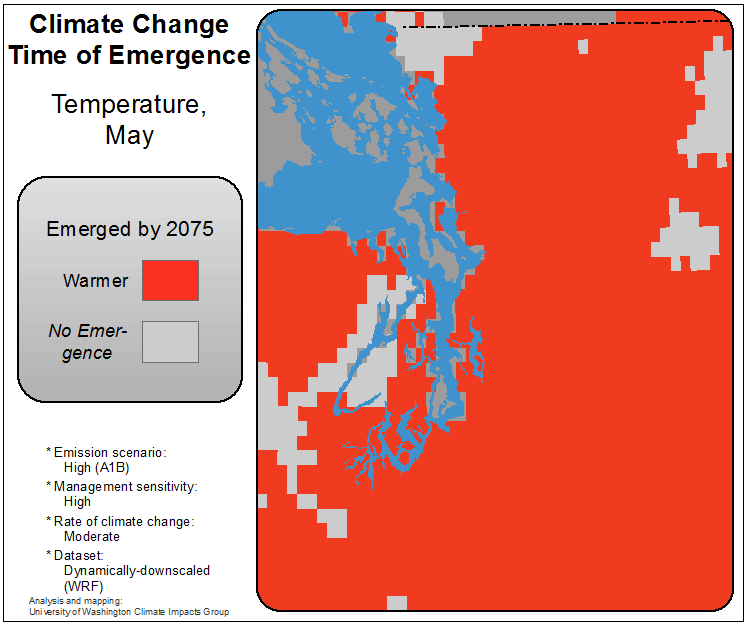 Climate Change
Time of Emergence
Temperature,
May
Emerged by 2075
Warmer
No Emer-
gence
* Emission scenario:
High (A1B)
* Management sensitivity:
High
* Rate of climate change:
Moderate
* Dataset:
Dynamically-downscaled
(WRF)
Analysis and mapping:
University of Washington Climate Impacts Group